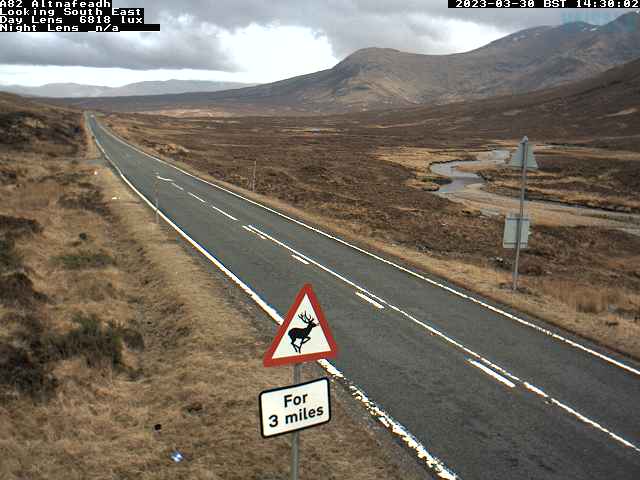 A82 Altnafeadh
Looking South East
Day Lens 6818 lux
Night Lens n/a
2023-03-30 BST 14:30:02
For
3 miles